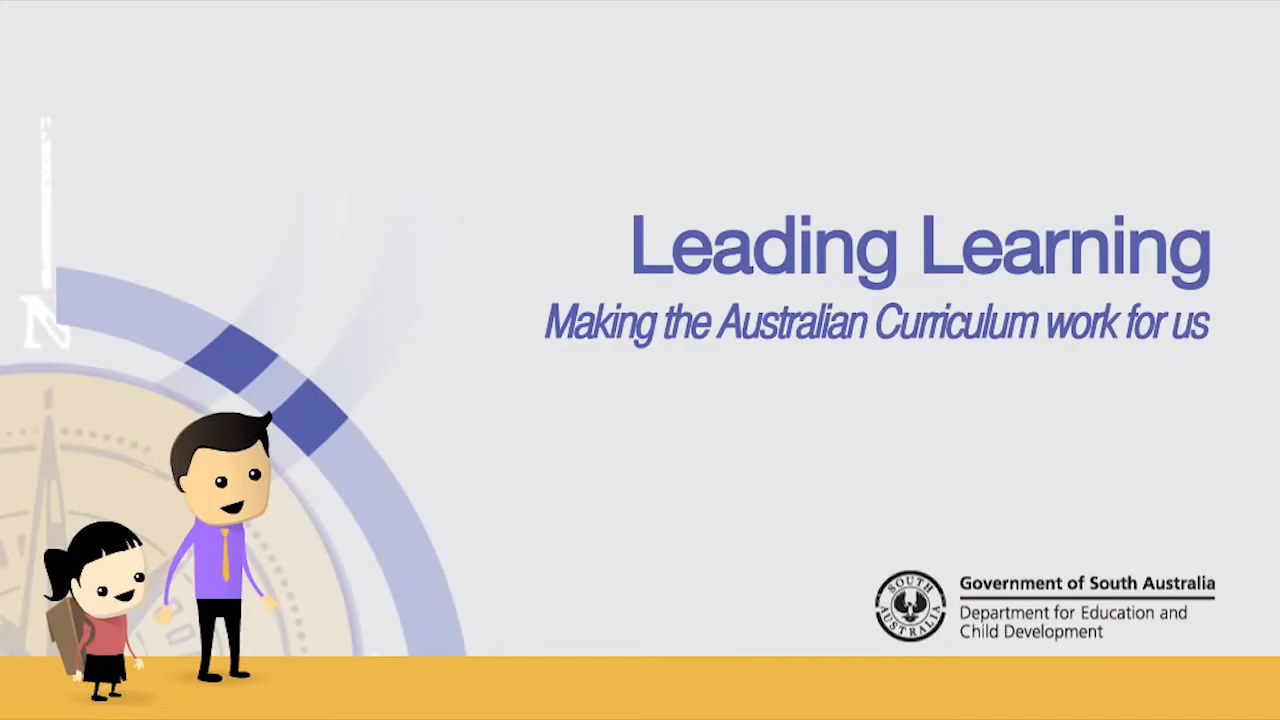 Leading Learning
Making the Australian Curriculum work for us
N
SOUTH AUSTRALIA
Government of South Australia
Department for Education and
Child Development